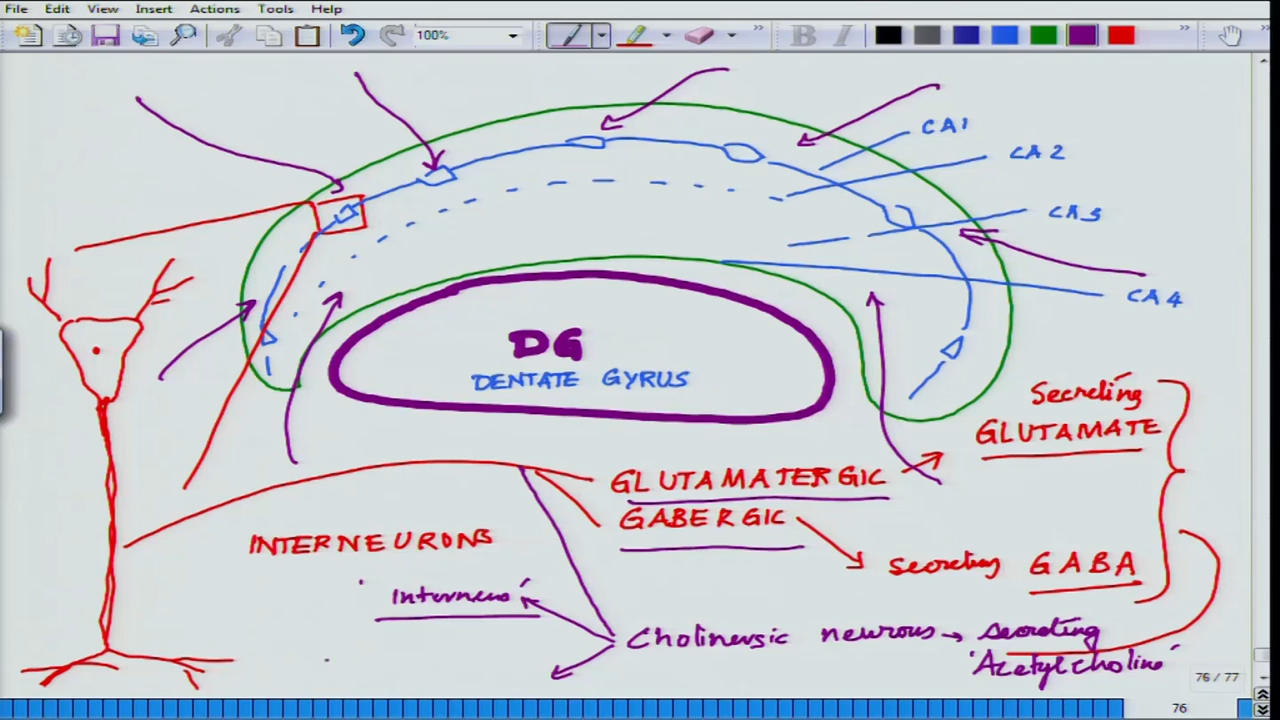 File Edit View Insert Actions Tools Help
100%
CA1
CA2
CA3
CA4
DG
DENTATE GYRUS
Secreting
GLUTAMATE
GLUTAMATERGIC
GABERGIC
INTERNEURONS
secreting GABA
Cholinergic neurons → secreting
'Acetylcholine'
76 / 77
76